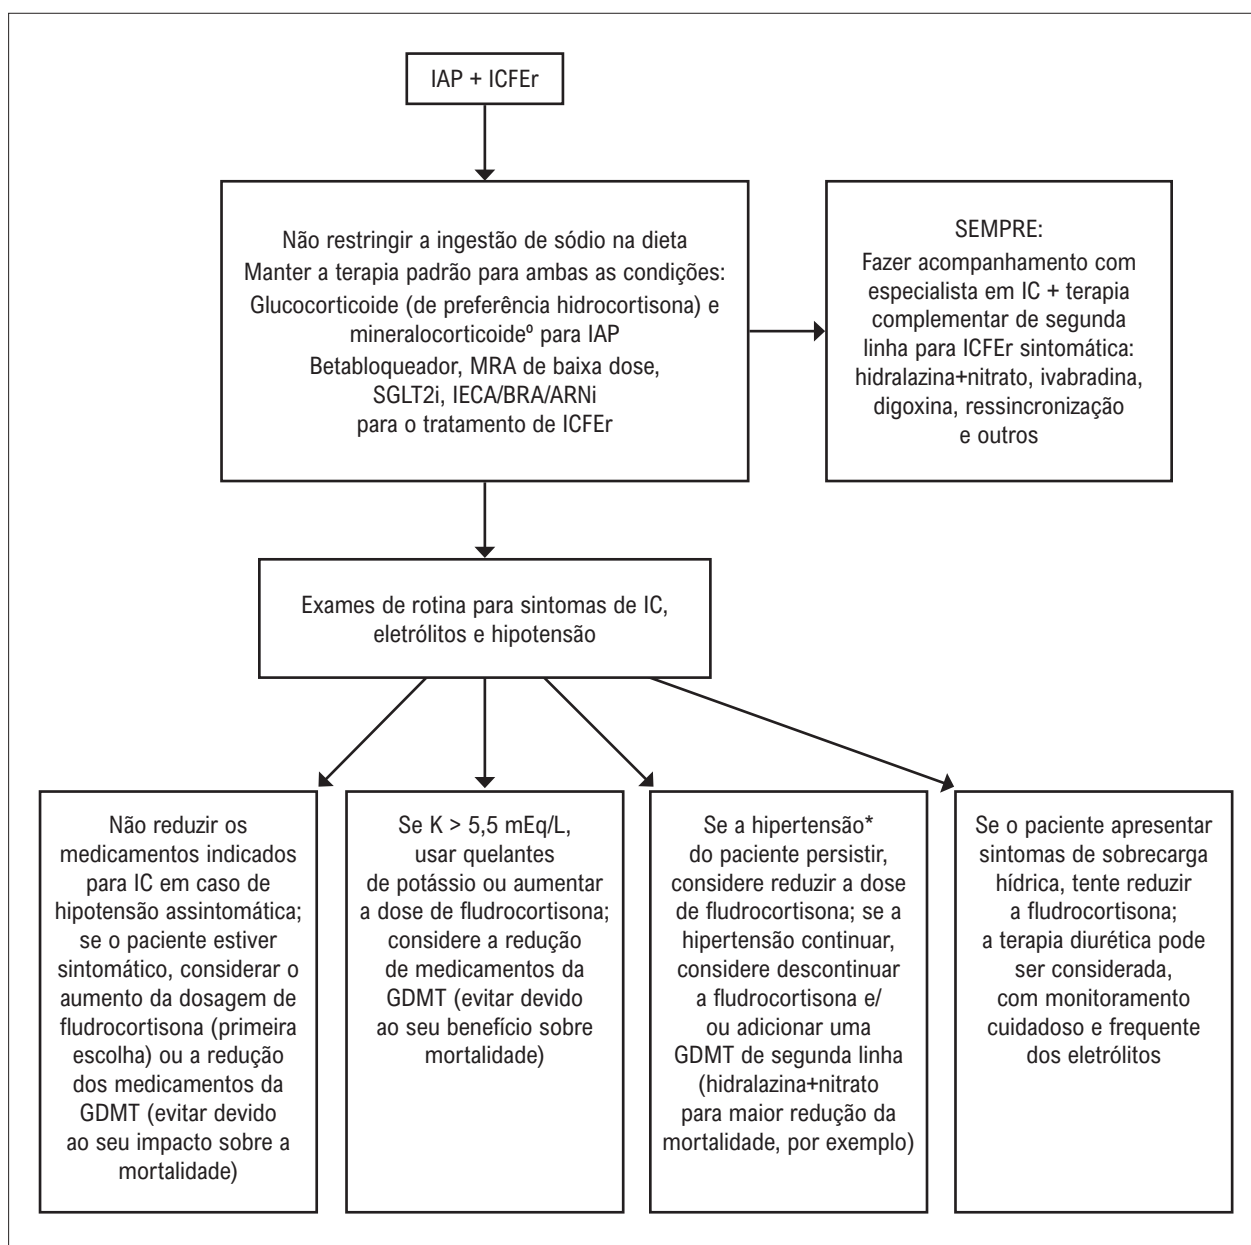 IAP + ICFEr
Não restringir a ingestão de sódio na dieta
Manter a terapia padrão para ambas as condições:
Glucocorticoide (de preferência hidrocortisona) e
mineralocorticoideº para IAP
Betabloqueador, MRA de baixa dose,
SGLT2i, IECA/BRA/ARNi
para o tratamento de ICFEr
SEMPRE:
Fazer acompanhamento com
especialista em IC + terapia
complementar de segunda
linha para ICFEr sintomática:
hidralazina+nitrato, ivabradina,
digoxina, ressincronização
e outros
Exames de rotina para sintomas de IC,
eletrólitos e hipotensão
Não reduzir os
medicamentos indicados
para IC em caso de
hipotensão assintomática;
se o paciente estiver
sintomático, considerar o
aumento da dosagem de
fludrocortisona (primeira
escolha) ou a redução
dos medicamentos da
GDMT (evitar devido
ao seu impacto sobre a
mortalidade)
Se K > 5,5 mEq/L,
usar quelantes
de potássio ou aumentar
a dose de fludrocortisona;
considere a redução
de medicamentos da
GDMT (evitar devido
ao seu benefício sobre
mortalidade)
Se a hipertensão*
do paciente persistir,
considere reduzir a dose
de fludrocortisona; se a
hipertensão continuar,
considere descontinuar
a fludrocortisona e/
ou adicionar uma
GDMT de segunda linha
(hidralazina+nitrato
para maior redução da
mortalidade, por exemplo)
Se o paciente apresentar
sintomas de sobrecarga
hídrica, tente reduzir
a fludrocortisona;
a terapia diurética pode
ser considerada,
com monitoramento
cuidadoso e frequente
dos eletrólitos